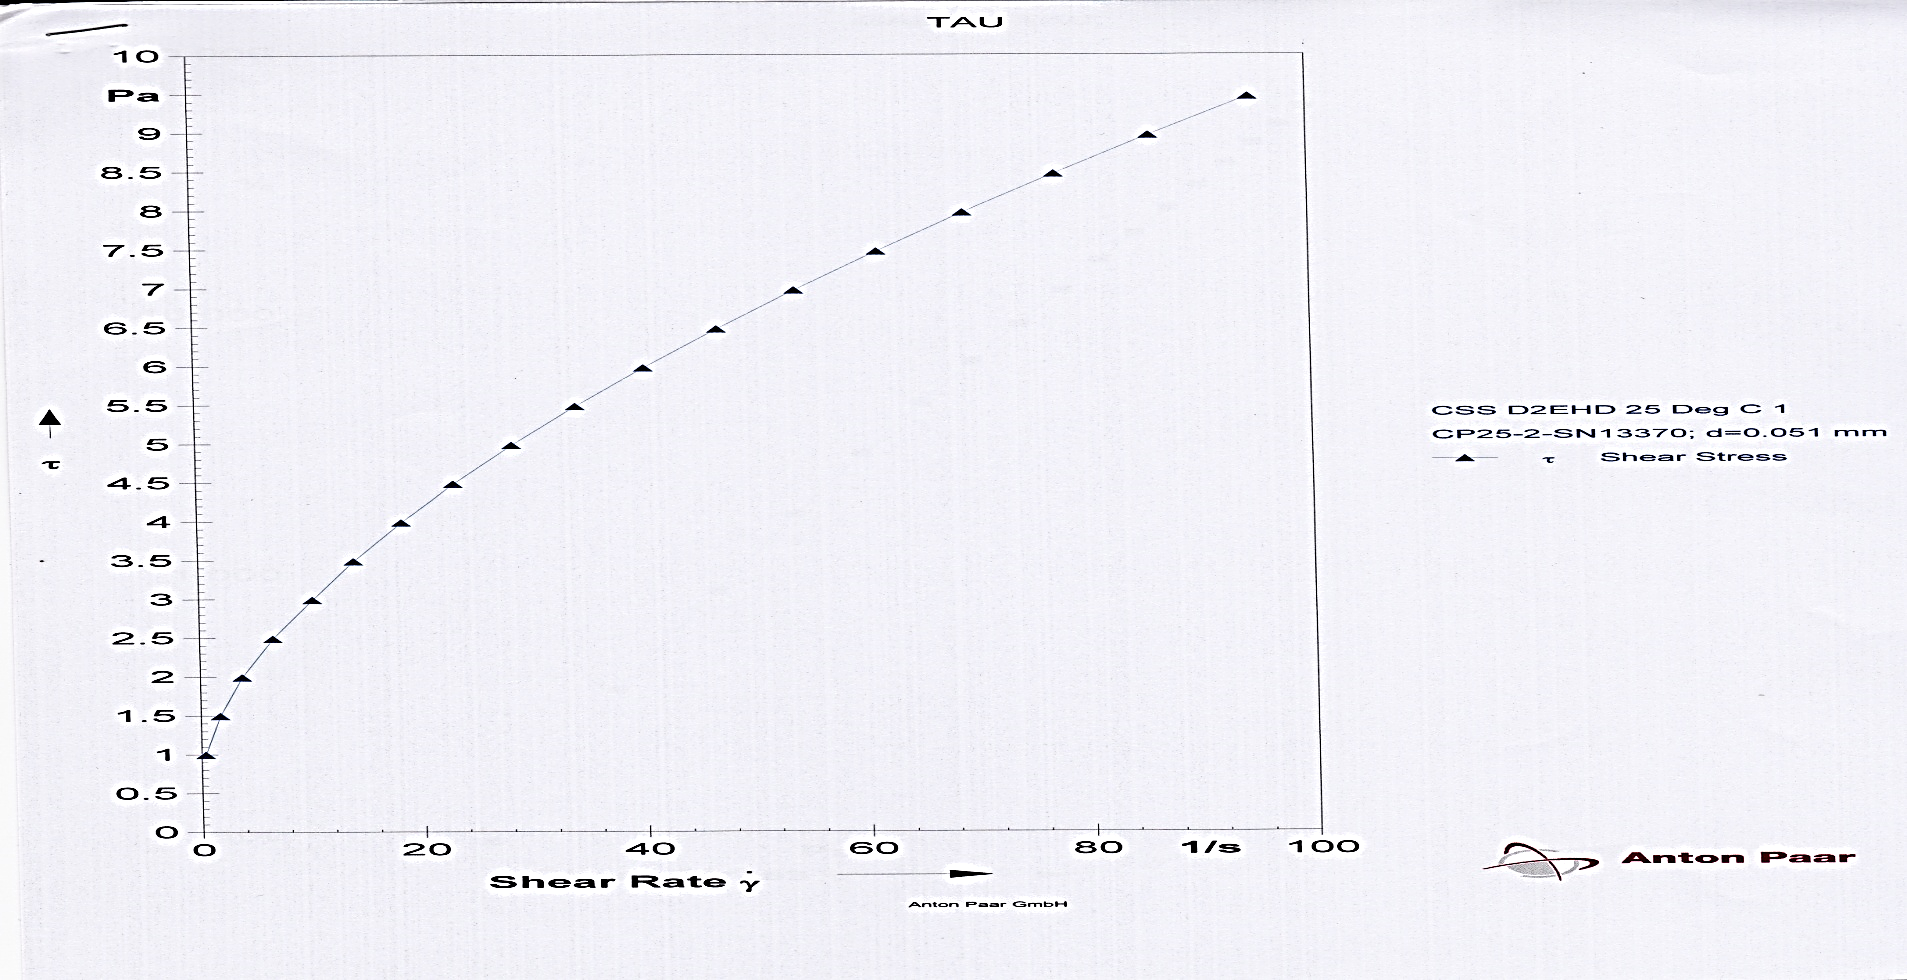 TAU
10
Pa
9
8.5
8
7.5
7
6.5
6
5.5
5
4.5
4
3.5
3
2.5
2
1.5
1
0.5
0
τ
0 20 40 60 80 1/s 100
Shear Rate γ̇
Anton Paar GmbH
CSS D2EHD 25 Deg C 1
CP25-2-SN13370; d=0.051 mm
τ Shear Stress
Anton Paar